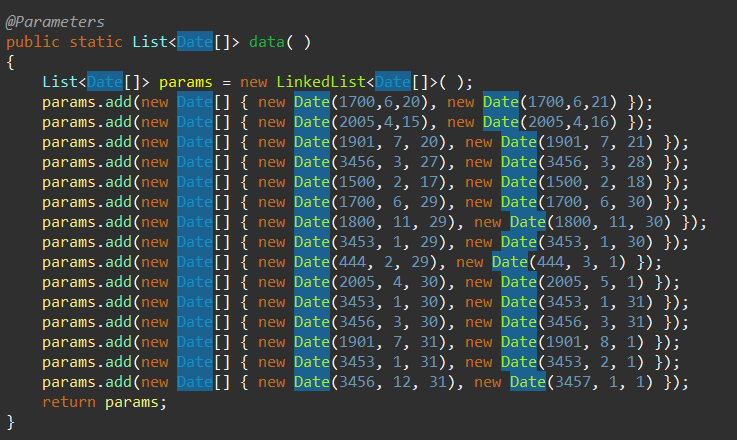 @Parameters
public static List<Date[]> data( )
{
    List<Date[]> params = new LinkedList<Date[]>( );
    params.add(new Date[] { new Date(1700,6,20), new Date(1700,6,21) });
    params.add(new Date[] { new Date(2005,4,15), new Date(2005,4,16) });
    params.add(new Date[] { new Date(1901, 7, 20), new Date(1901, 7, 21) });
    params.add(new Date[] { new Date(3456, 3, 27), new Date(3456, 3, 28) });
    params.add(new Date[] { new Date(1500, 2, 17), new Date(1500, 2, 18) });
    params.add(new Date[] { new Date(1700, 6, 29), new Date(1700, 6, 30) });
    params.add(new Date[] { new Date(1800, 11, 29), new Date(1800, 11, 30) });
    params.add(new Date[] { new Date(3453, 1, 29), new Date(3453, 1, 30) });
    params.add(new Date[] { new Date(444, 2, 29), new Date(444, 3, 1) });
    params.add(new Date[] { new Date(2005, 4, 30), new Date(2005, 5, 1) });
    params.add(new Date[] { new Date(3453, 1, 30), new Date(3453, 1, 31) });
    params.add(new Date[] { new Date(3456, 3, 30), new Date(3456, 3, 31) });
    params.add(new Date[] { new Date(1901, 7, 31), new Date(1901, 8, 1) });
    params.add(new Date[] { new Date(3453, 1, 31), new Date(3453, 2, 1) });
    params.add(new Date[] { new Date(3456, 12, 31), new Date(3457, 1, 1) });
    return params;
}